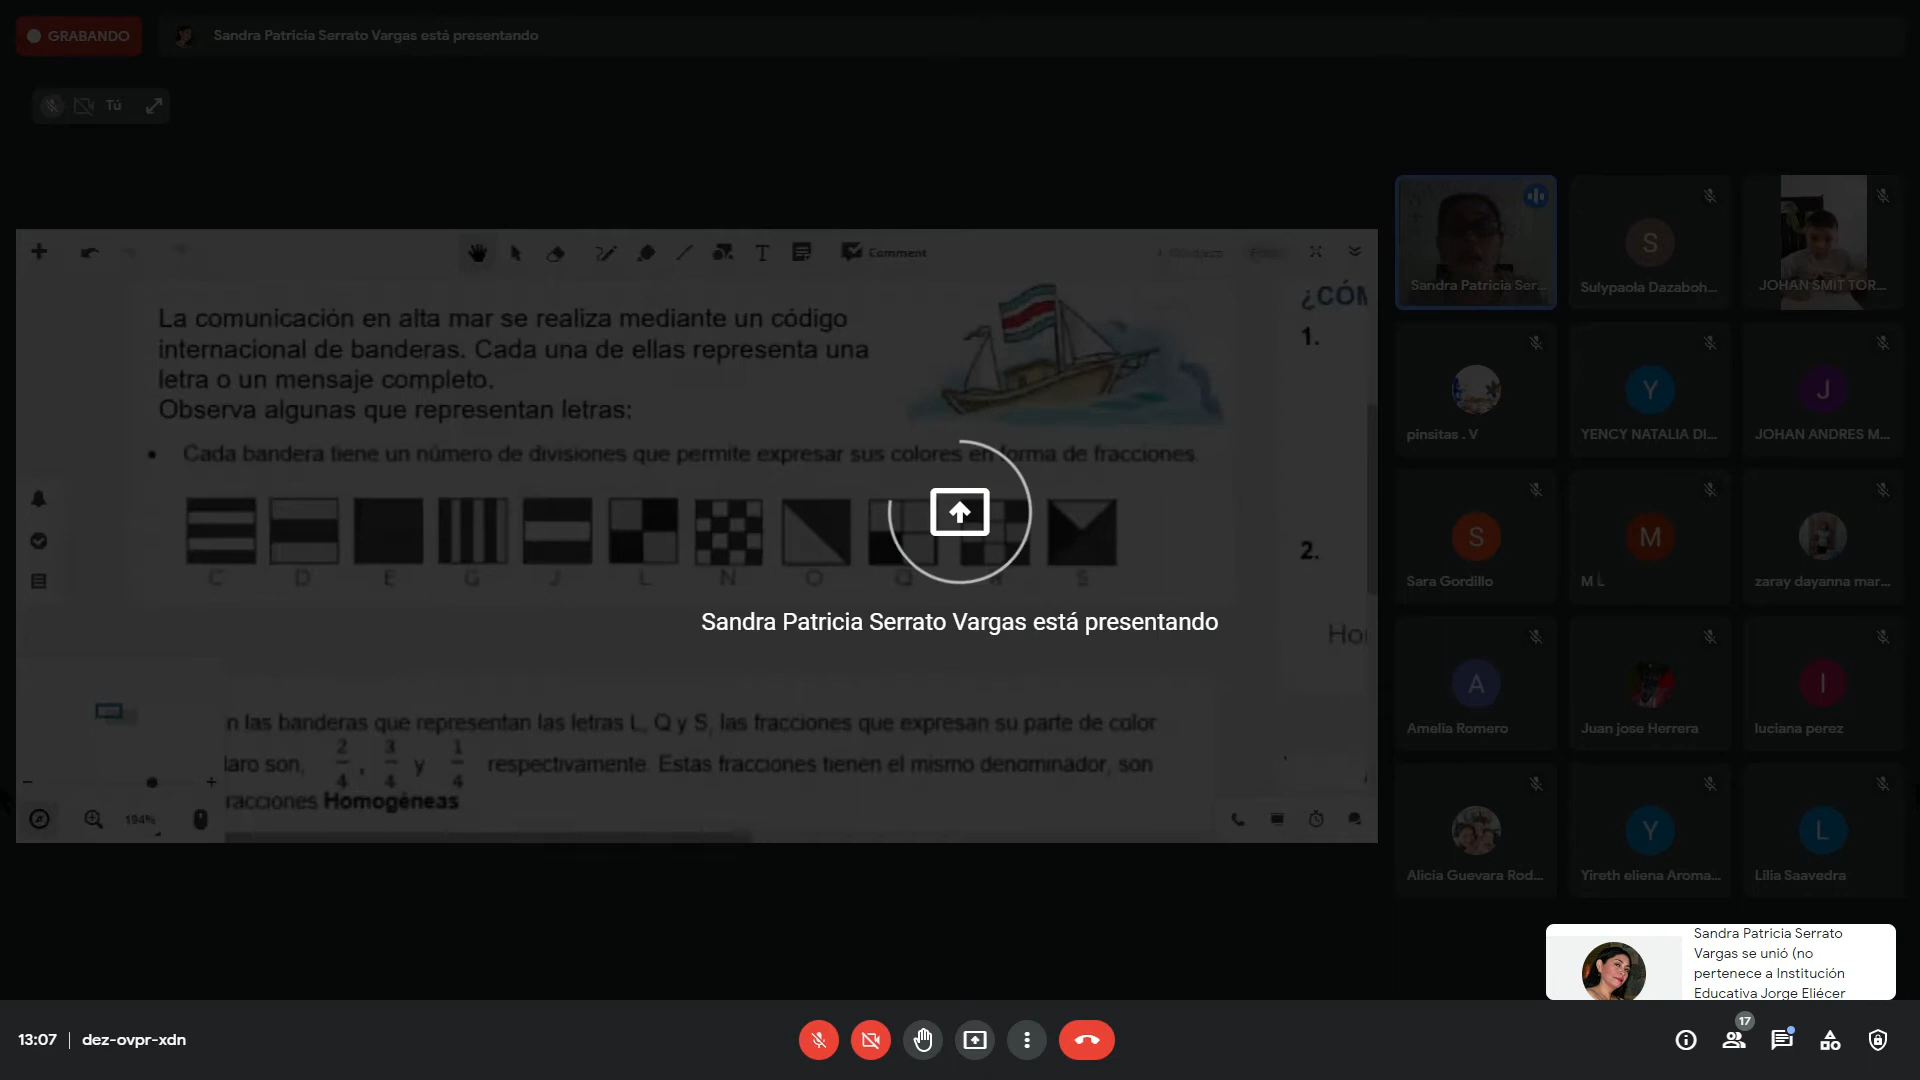 GRABANDO
Sandra Patricia Serrato Vargas está presentando
Tú
Comment
La comunicación en alta mar se realiza mediante un código
internacional de banderas. Cada una de ellas representa una
letra o un mensaje completo.
Observa algunas que representan letras:
• Cada bandera tiene un número de divisiones que permite expresar sus colores en forma de fracciones
C D E G J L N O Q R S
¿CÓM
1.
2.
Hor
n las banderas que representan las letras L, Q y S, las fracciones que expresan su parte de color
laro son, 2/4, 3/4 y 1/4 respectivamente. Estas fracciones tienen el mismo denominador, son
racciones Homogéneas
194%
Sandra Patricia Serrato Vargas está presentando
Sandra Patricia Ser...
Sulypaola Dazaboh...
JOHAN SMIT TOR...
pinsitas . V
YENCY NATALIA DI...
JOHAN ANDRES M...
Sara Gordillo
M L
zaray dayanna mar...
Amelia Romero
Juan jose Herrera
luciana perez
Alicia Guevara Rod...
Yireth eliena Aroma...
Lilia Saavedra
S
Y
J
S
M
A
I
Y
L
Sandra Patricia Serrato
Vargas se unió (no
pertenece a Institución
Educativa Jorge Eliécer
13:07 | dez-ovpr-xdn
17